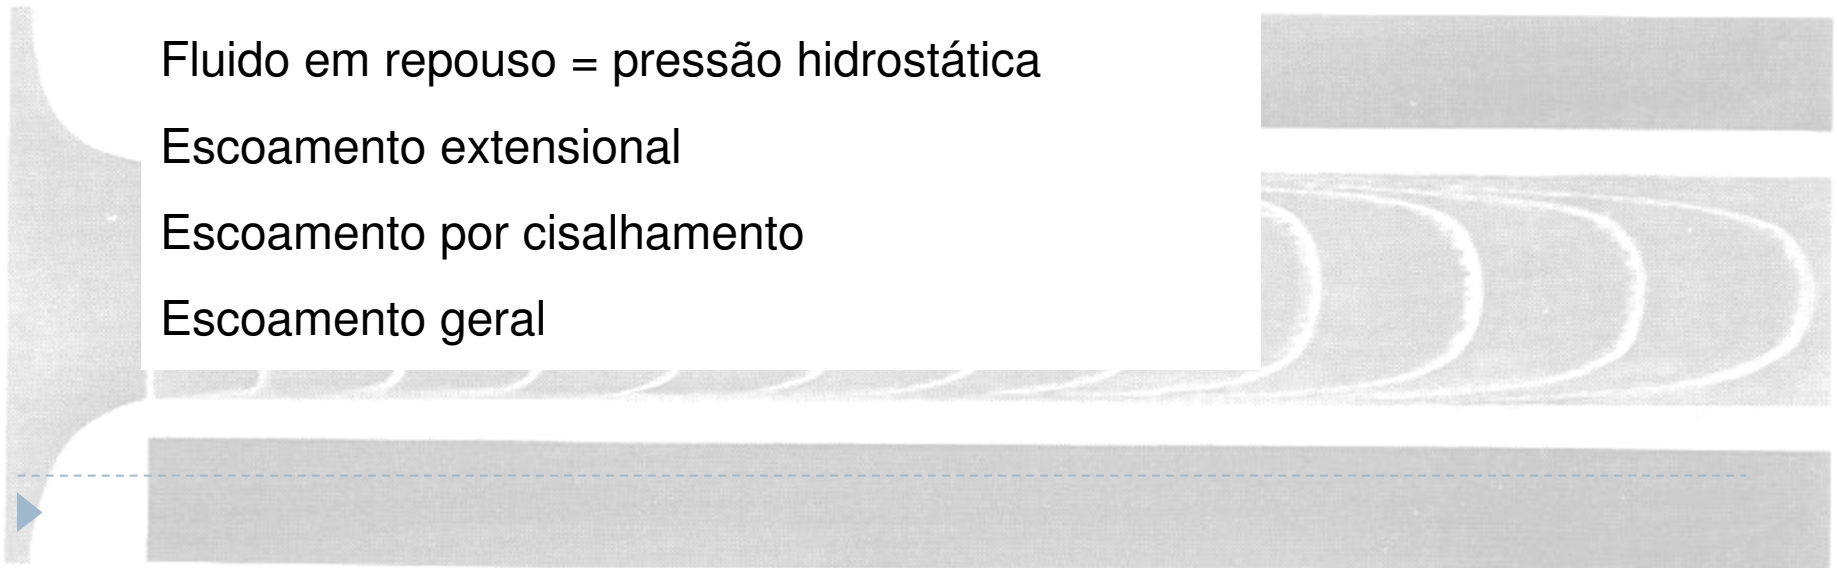 Fluido em repouso = pressão hidrostática
Escoamento extensional
Escoamento por cisalhamento
Escoamento geral